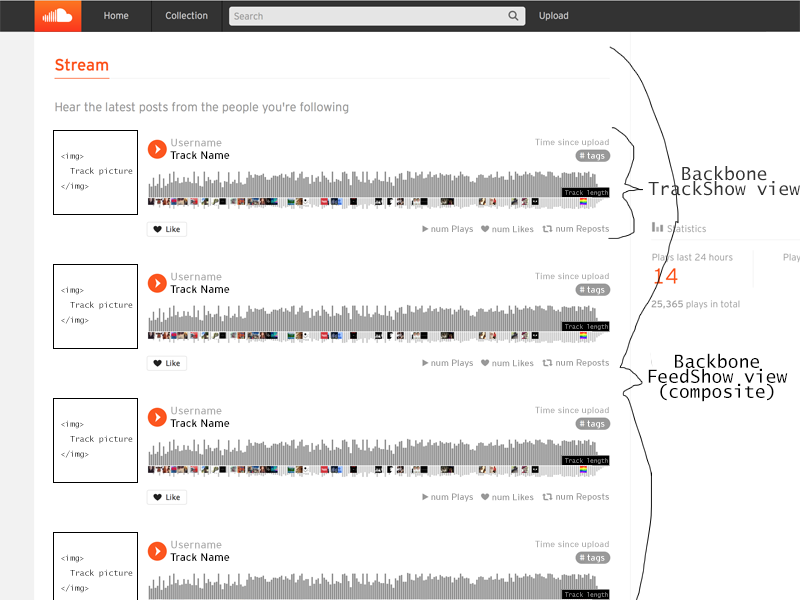 Home Collection Search Upload
Stream
Hear the latest posts from the people you're following
<img>
Track picture
</img>
Username
Track Name
Time since upload
# tags
Track length
Like
num Plays num Likes num Reposts
Backbone
TrackShow view
Statistics
Plays last 24 hours Play
14
25,365 plays in total
<img>
Track picture
</img>
Username
Track Name
Time since upload
# tags
Track length
Like
num Plays num Likes num Reposts
Backbone
FeedShow view
(composite)
<img>
Track picture
</img>
Username
Track Name
Time since upload
# tags
Track length
Like
num Plays num Likes num Reposts
<img>
Track picture
</img>
Username
Track Name
Time since upload
# tags
Track length